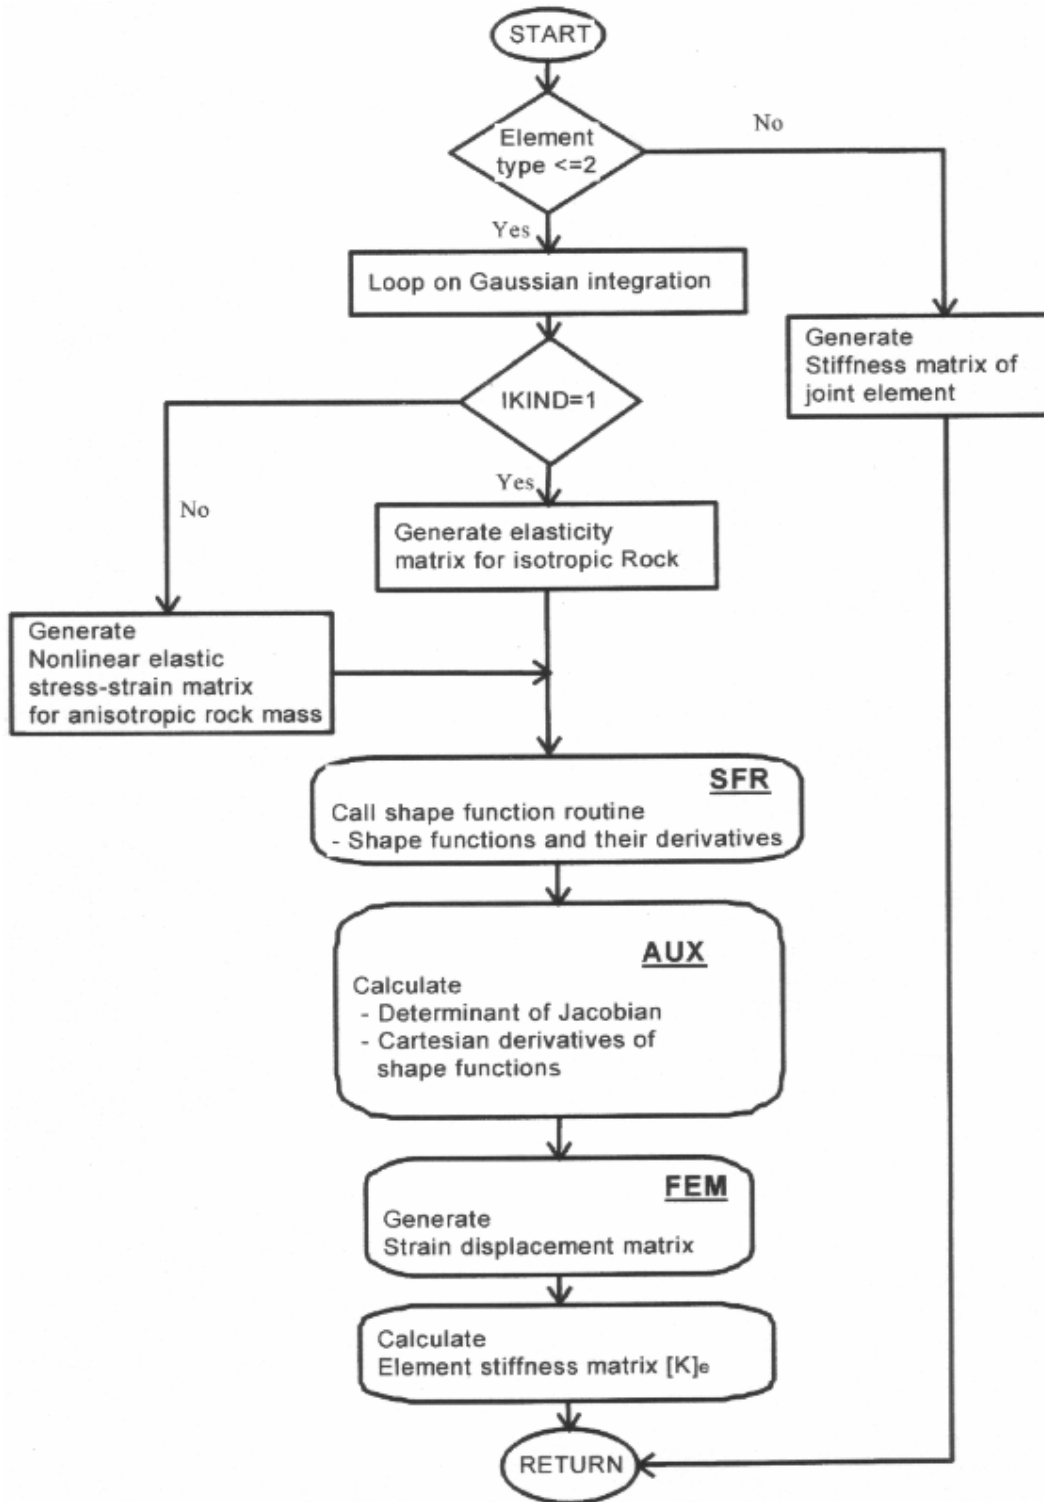 START
Element
type <=2
No
Yes
Loop on Gaussian integration
Generate
Stiffness matrix of
joint element
IKIND=1
Yes
No
Generate elasticity
matrix for isotropic Rock
Generate
Nonlinear elastic
stress-strain matrix
for anisotropic rock mass
SFR
Call shape function routine
- Shape functions and their derivatives
AUX
Calculate
- Determinant of Jacobian
- Cartesian derivatives of
shape functions
FEM
Generate
Strain displacement matrix
Calculate
Element stiffness matrix [K]e
RETURN